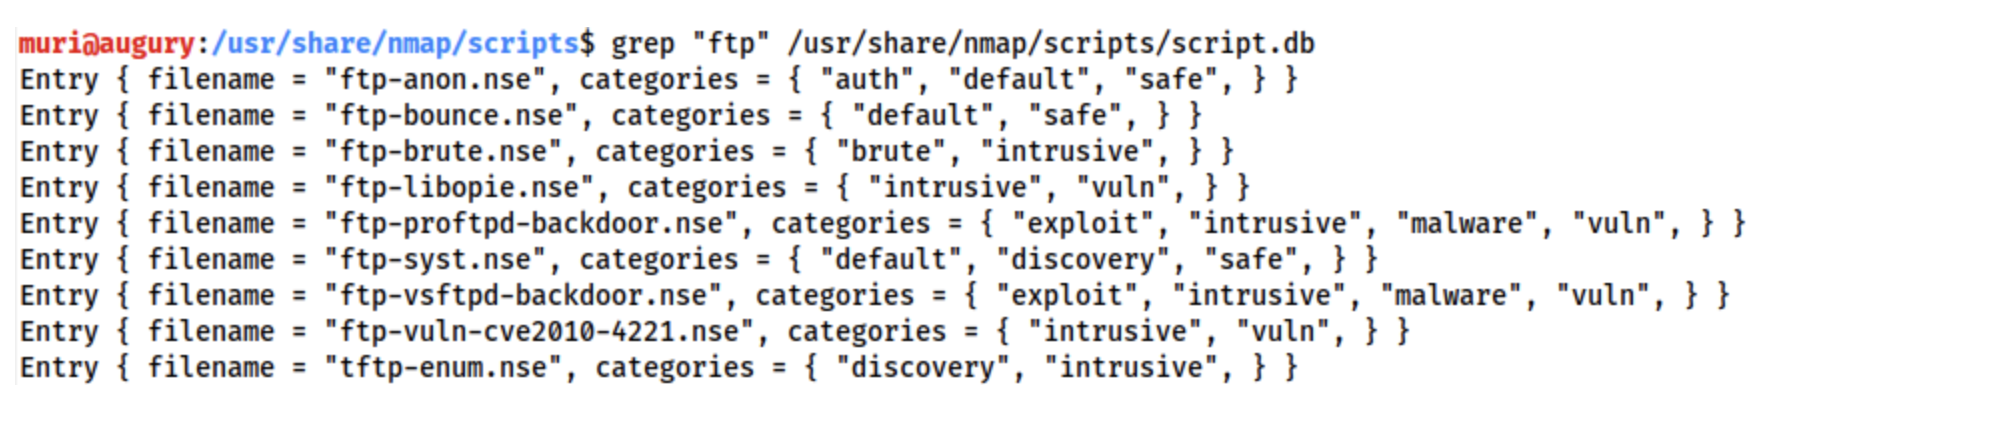 muri@augury:/usr/share/nmap/scripts$ grep "ftp" /usr/share/nmap/scripts/script.db
Entry { filename = "ftp-anon.nse", categories = { "auth", "default", "safe", } }
Entry { filename = "ftp-bounce.nse", categories = { "default", "safe", } }
Entry { filename = "ftp-brute.nse", categories = { "brute", "intrusive", } }
Entry { filename = "ftp-libopie.nse", categories = { "intrusive", "vuln", } }
Entry { filename = "ftp-proftpd-backdoor.nse", categories = { "exploit", "intrusive", "malware", "vuln", } }
Entry { filename = "ftp-syst.nse", categories = { "default", "discovery", "safe", } }
Entry { filename = "ftp-vsftpd-backdoor.nse", categories = { "exploit", "intrusive", "malware", "vuln", } }
Entry { filename = "ftp-vuln-cve2010-4221.nse", categories = { "intrusive", "vuln", } }
Entry { filename = "tftp-enum.nse", categories = { "discovery", "intrusive", } }